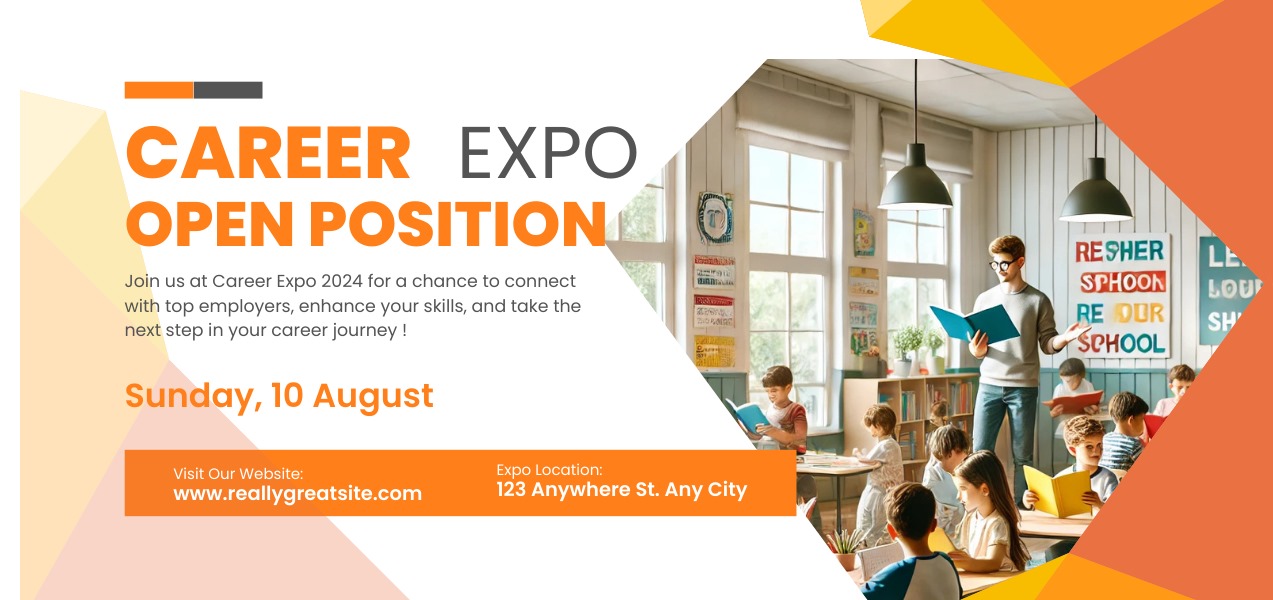 CAREER EXPO
OPEN POSITION
Join us at Career Expo 2024 for a chance to connect
with top employers, enhance your skills, and take the
next step in your career journey !
Sunday, 10 August
Visit Our Website:
www.reallygreatsite.com
Expo Location:
123 Anywhere St. Any City
RESHER
SPHOON
RE OUR
SCHOOL